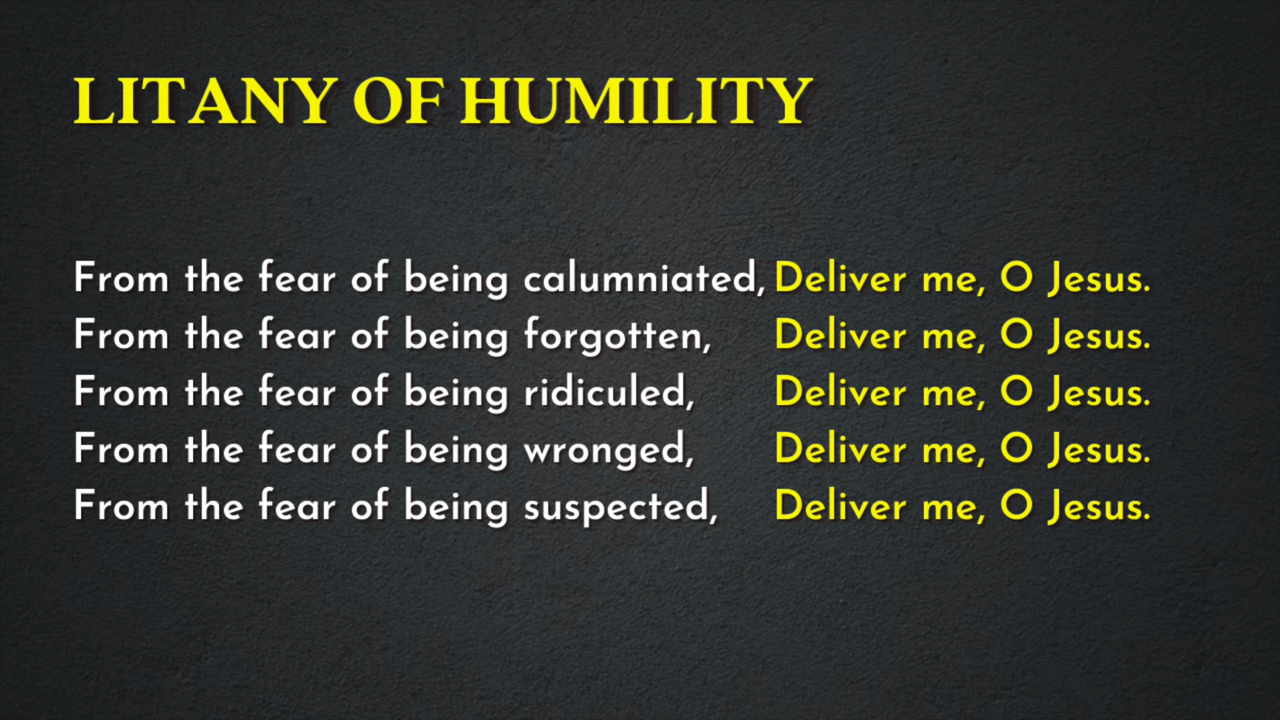 LITANY OF HUMILITY
From the fear of being calumniated, Deliver me, O Jesus.
From the fear of being forgotten, Deliver me, O Jesus.
From the fear of being ridiculed, Deliver me, O Jesus.
From the fear of being wronged, Deliver me, O Jesus.
From the fear of being suspected, Deliver me, O Jesus.